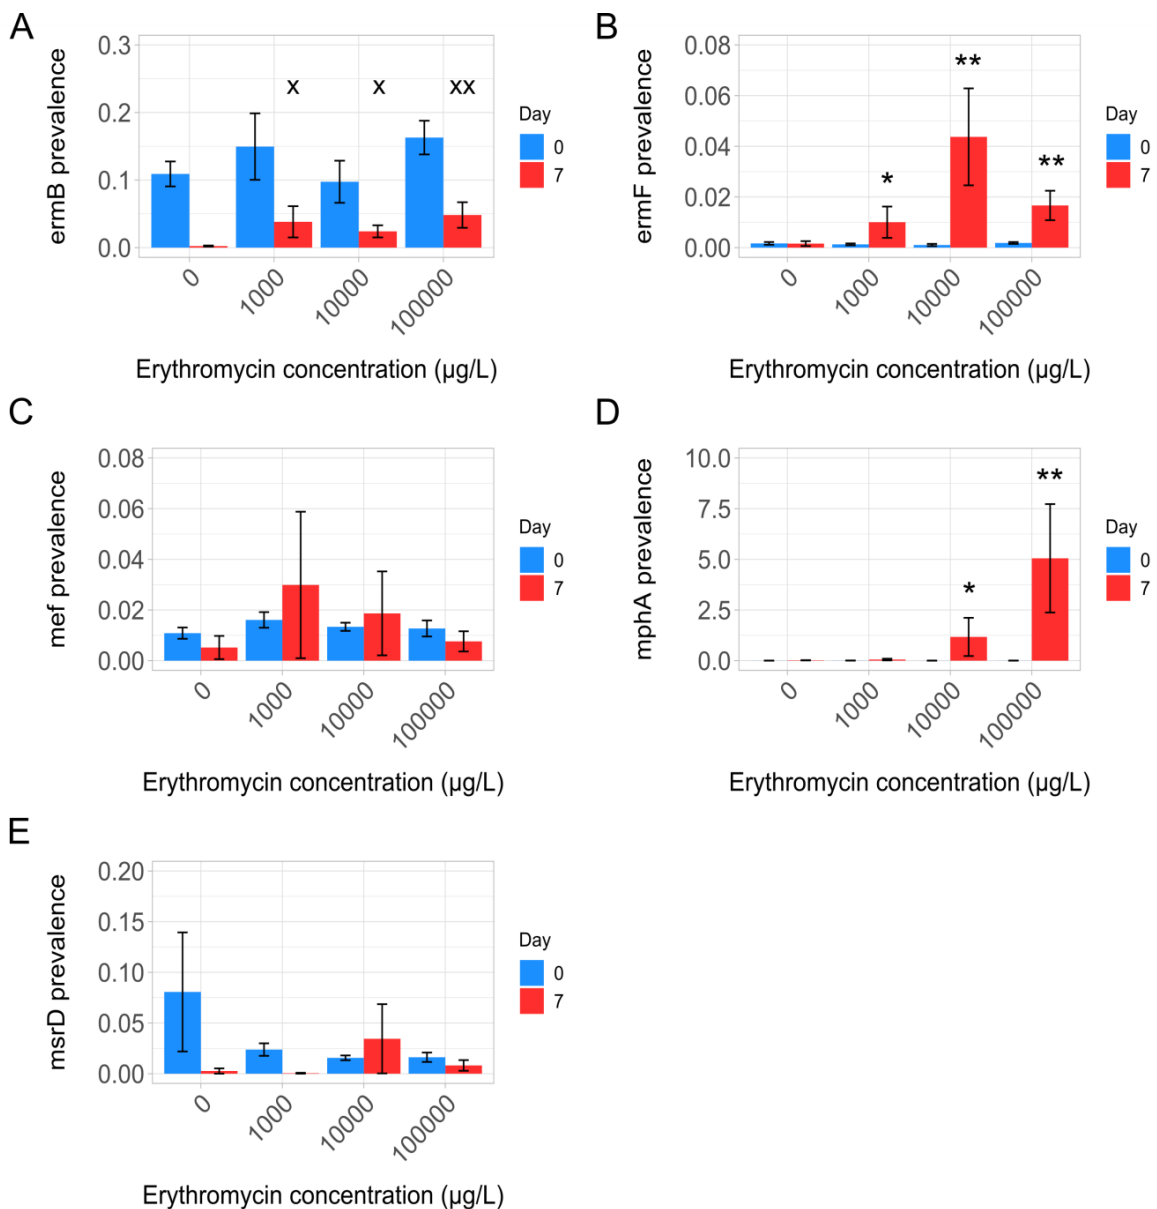 A
ermB prevalence
0.3
0.2
0.1
0.0
x
x
xx
Day
0
7
0
1000
10000
100000
Erythromycin concentration (µg/L)
B
ermF prevalence
0.08
0.06
0.04
0.02
0.00
*
**
**
Day
0
7
0
1000
10000
100000
Erythromycin concentration (µg/L)
C
mef prevalence
0.08
0.06
0.04
0.02
0.00
Day
0
7
0
1000
10000
100000
Erythromycin concentration (µg/L)
D
mphA prevalence
10.0
7.5
5.0
2.5
0.0
*
**
Day
0
7
0
1000
10000
100000
Erythromycin concentration (µg/L)
E
msrD prevalence
0.20
0.15
0.10
0.05
0.00
Day
0
7
0
1000
10000
100000
Erythromycin concentration (µg/L)